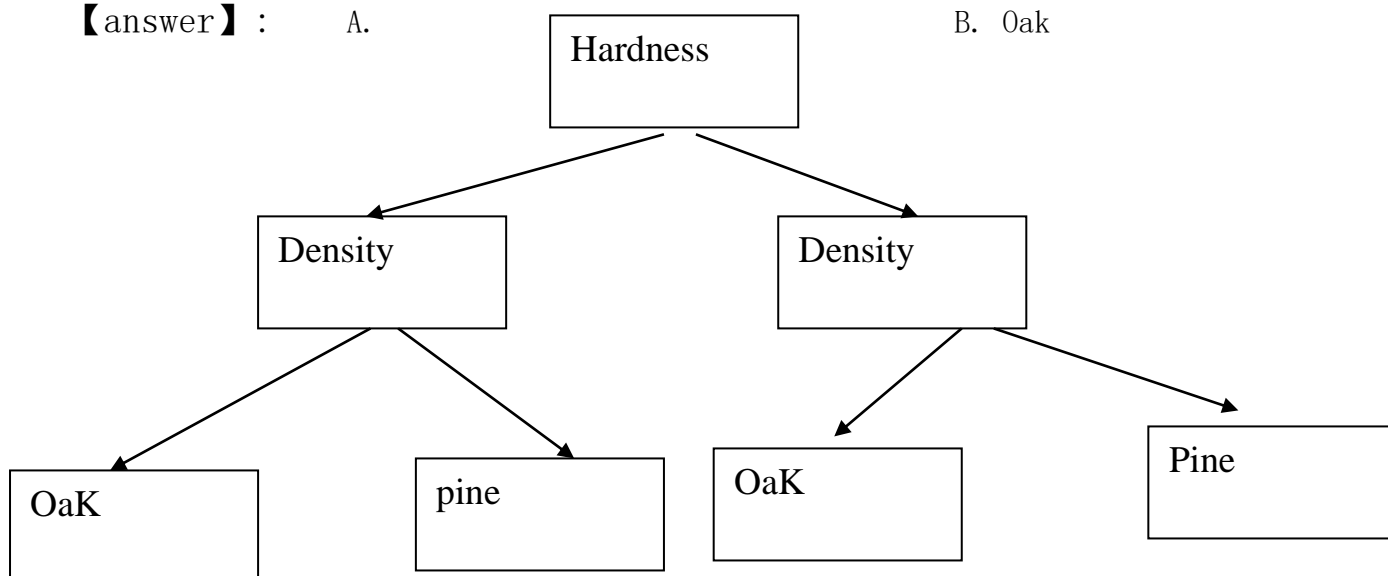 【answer】: A. B. Oak
Hardness
Density Density
OaK pine OaK Pine